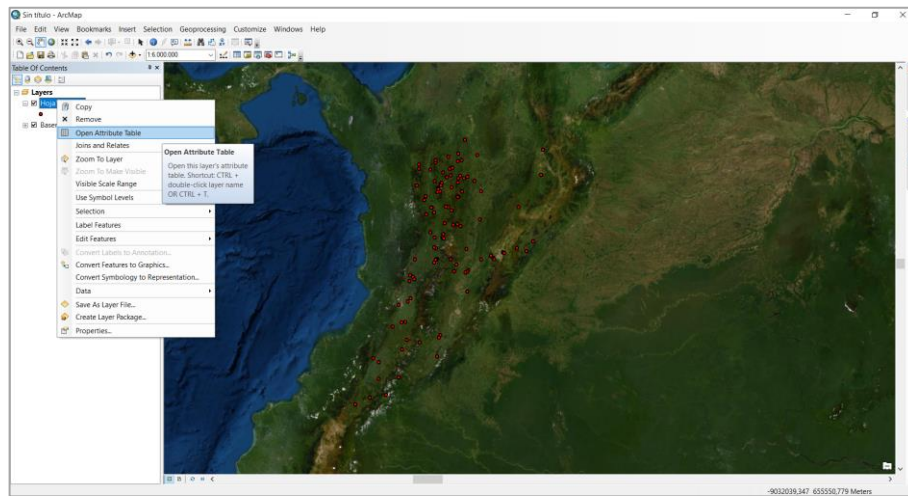 Sin título - ArcMap
File Edit View Bookmarks Insert Selection Geoprocessing Customize Windows Help
1:6.000.000
Table Of Contents
Layers
Hoja
Copy
Remove
Open Attribute Table
Joins and Relates
Zoom To Layer
Zoom To Make Visible
Visible Scale Range
Use Symbol Levels
Selection
Label Features
Edit Features
Convert Labels to Annotation...
Convert Features to Graphics...
Convert Symbology to Representation...
Data
Save As Layer File...
Create Layer Package...
Properties...
Open Attribute Table
Open this layer's attribute
table. Shortcut: CTRL +
double-click layer name
OR CTRL + T.
Basem
-9032039,347 655550,779 Meters